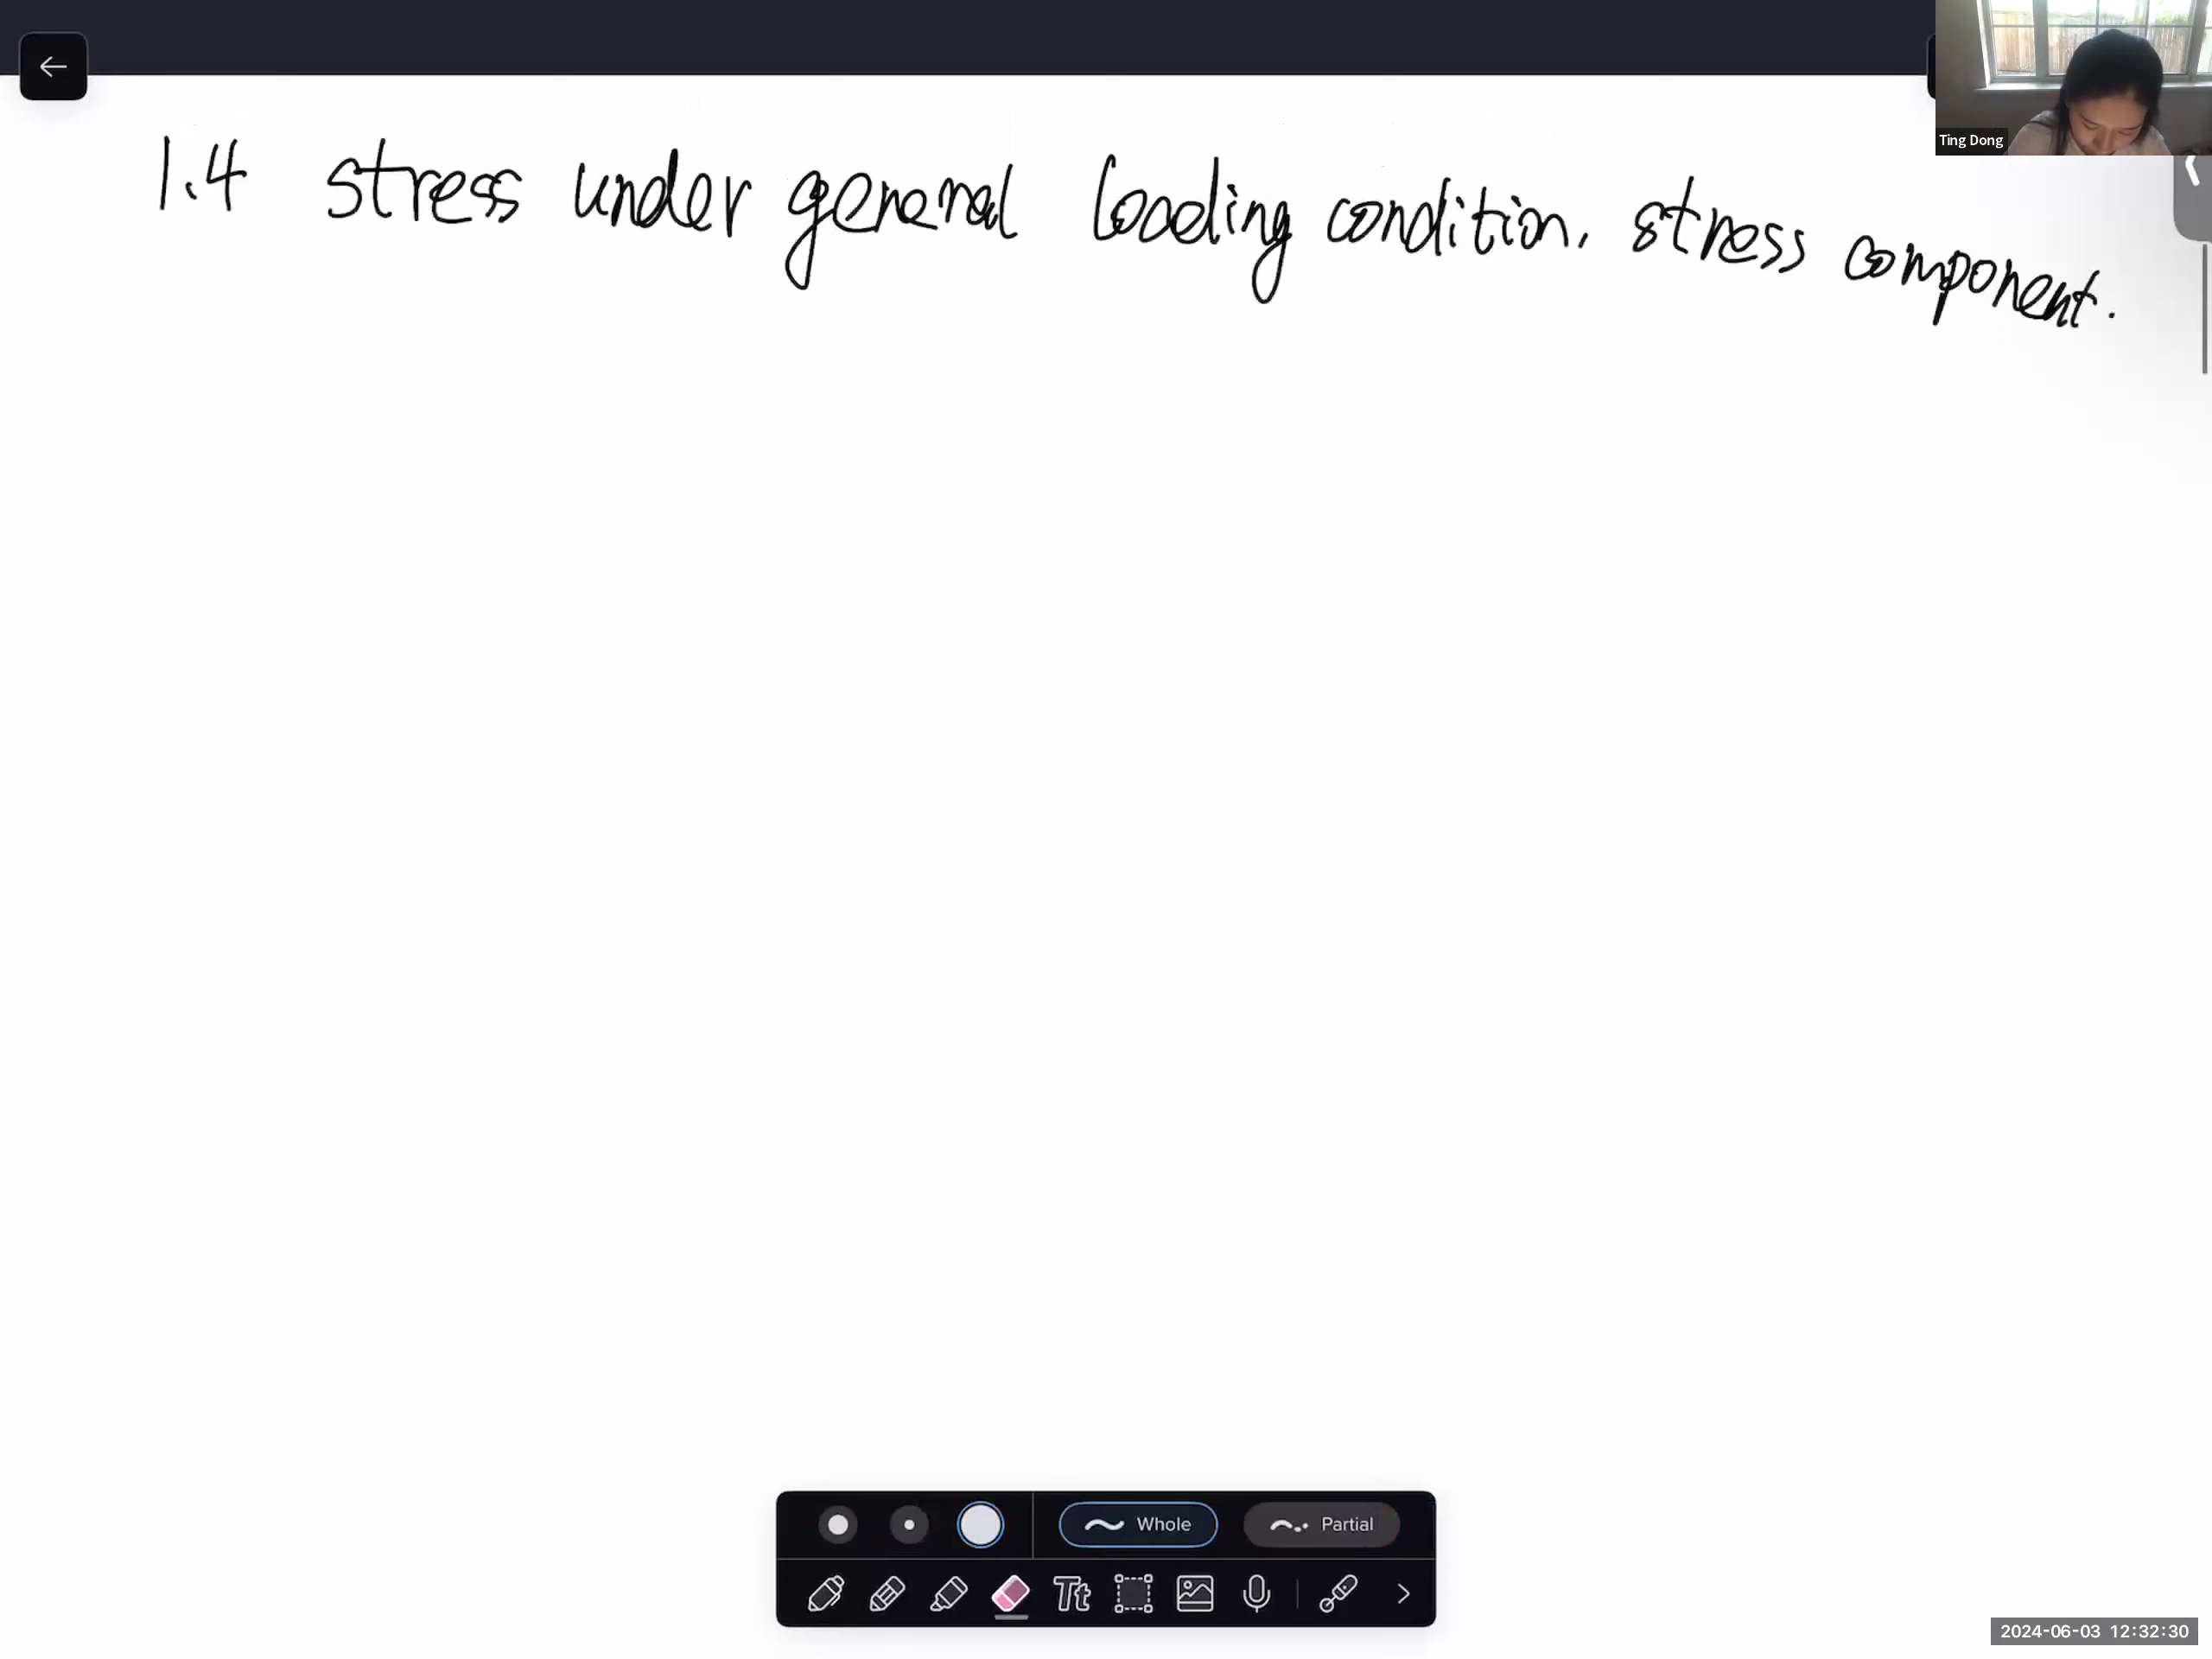 Ting Dong
1.4 stress under general loading condition, stress component.
Whole
Partial
Tt
2024-06-03 12:32:30